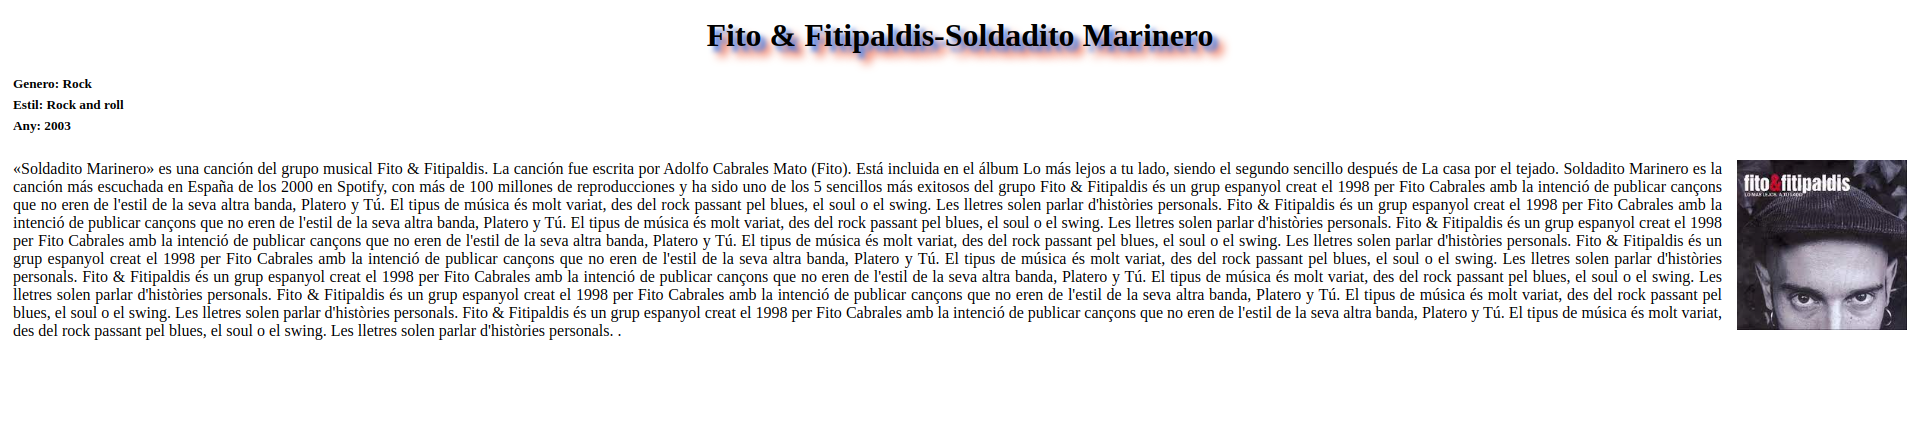 Fito & Fitipaldis-Soldadito Marinero
Genero: Rock
Estil: Rock and roll
Any: 2003
«Soldadito Marinero» es una canción del grupo musical Fito & Fitipaldis. La canción fue escrita por Adolfo Cabrales Mato (Fito). Está incluida en el álbum Lo más lejos a tu lado, siendo el segundo sencillo después de La casa por el tejado. Soldadito Marinero es la
canción más escuchada en España de los 2000 en Spotify, con más de 100 millones de reproducciones y ha sido uno de los 5 sencillos más exitosos del grupo Fito & Fitipaldis és un grup espanyol creat el 1998 per Fito Cabrales amb la intenció de publicar cançons
que no eren de l'estil de la seva altra banda, Platero y Tú. El tipus de música és molt variat, des del rock passant pel blues, el soul o el swing. Les lletres solen parlar d'històries personals. Fito & Fitipaldis és un grup espanyol creat el 1998 per Fito Cabrales amb la
intenció de publicar cançons que no eren de l'estil de la seva altra banda, Platero y Tú. El tipus de música és molt variat, des del rock passant pel blues, el soul o el swing. Les lletres solen parlar d'històries personals. Fito & Fitipaldis és un grup espanyol creat el 1998
per Fito Cabrales amb la intenció de publicar cançons que no eren de l'estil de la seva altra banda, Platero y Tú. El tipus de música és molt variat, des del rock passant pel blues, el soul o el swing. Les lletres solen parlar d'històries personals. Fito & Fitipaldis és un
grup espanyol creat el 1998 per Fito Cabrales amb la intenció de publicar cançons que no eren de l'estil de la seva altra banda, Platero y Tú. El tipus de música és molt variat, des del rock passant pel blues, el soul o el swing. Les lletres solen parlar d'històries
personals. Fito & Fitipaldis és un grup espanyol creat el 1998 per Fito Cabrales amb la intenció de publicar cançons que no eren de l'estil de la seva altra banda, Platero y Tú. El tipus de música és molt variat, des del rock passant pel blues, el soul o el swing. Les
lletres solen parlar d'històries personals. Fito & Fitipaldis és un grup espanyol creat el 1998 per Fito Cabrales amb la intenció de publicar cançons que no eren de l'estil de la seva altra banda, Platero y Tú. El tipus de música és molt variat, des del rock passant pel
blues, el soul o el swing. Les lletres solen parlar d'històries personals. Fito & Fitipaldis és un grup espanyol creat el 1998 per Fito Cabrales amb la intenció de publicar cançons que no eren de l'estil de la seva altra banda, Platero y Tú. El tipus de música és molt variat,
des del rock passant pel blues, el soul o el swing. Les lletres solen parlar d'històries personals. .
fito&fitipaldis
LO MÁS LEJOS, A TU LADO